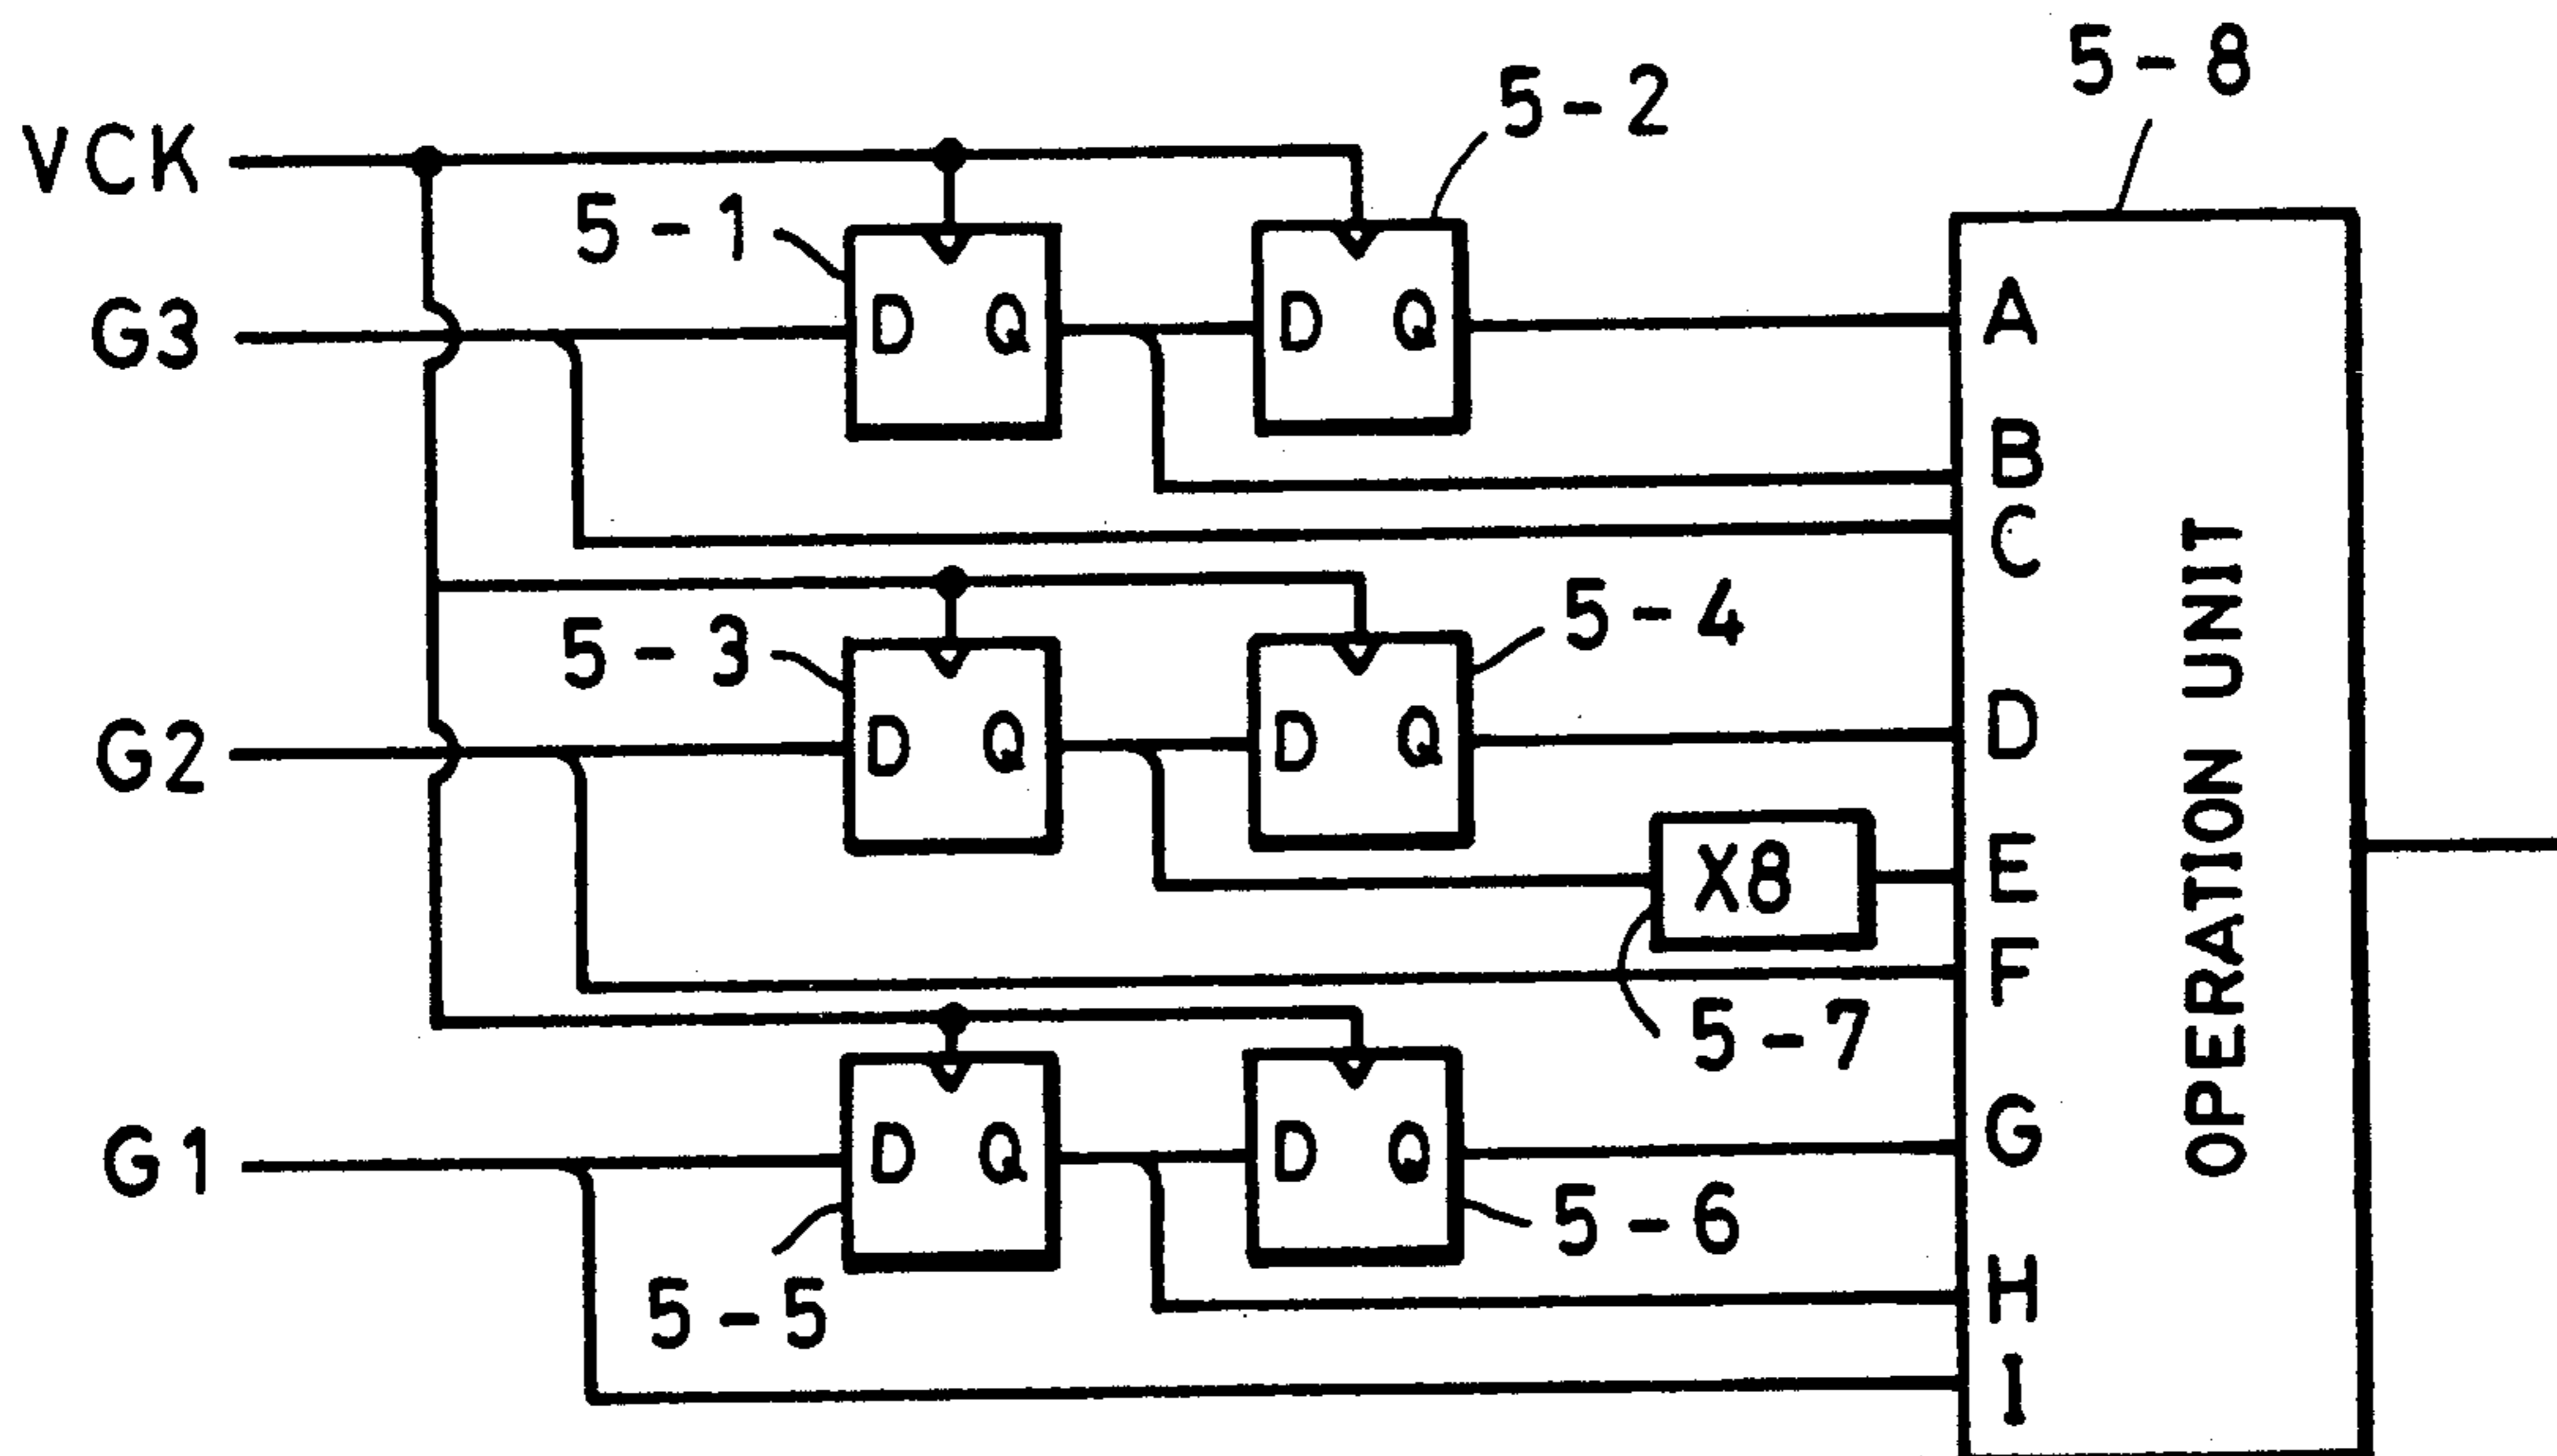 5-8
5-2
VCK
5-1
G3
D Q
D Q
A
B
C
5-4
5-3
G2
D Q
D Q
D
X8
E
F
5-7
G1
D Q
D Q
G
5-6
5-5
H
I
OPERATION UNIT